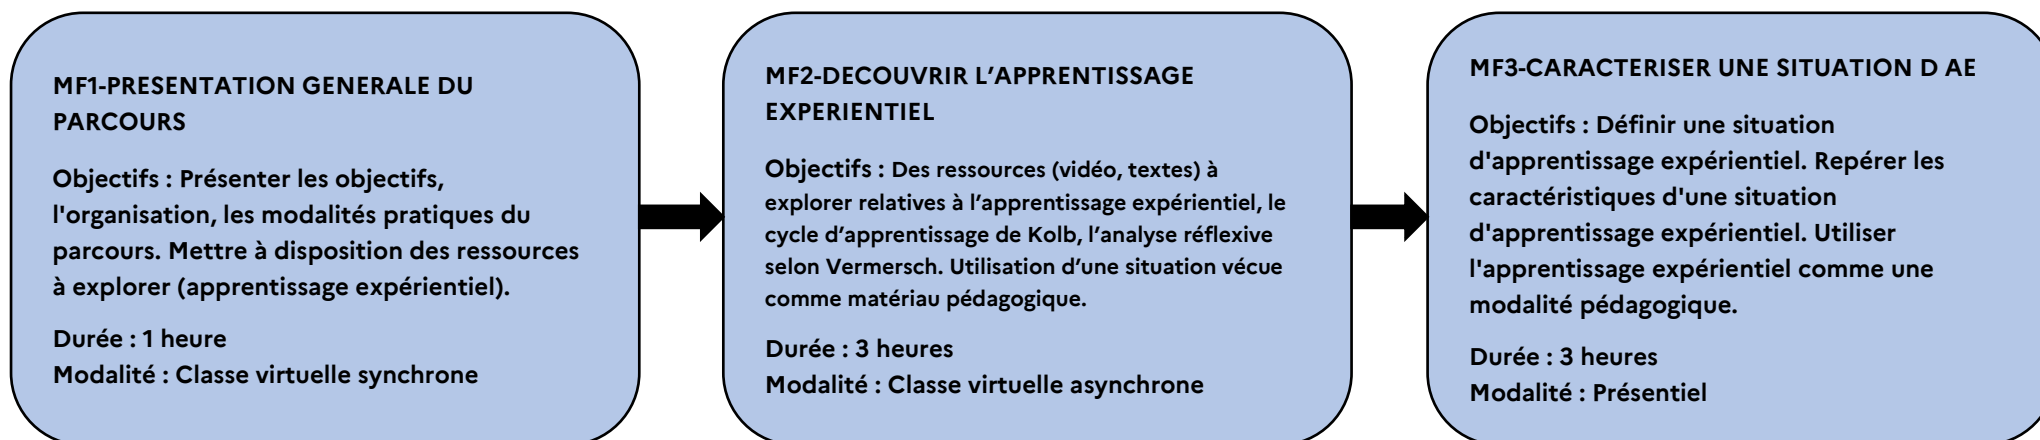 MF1-PRESENTATION GENERALE DU
PARCOURS
Objectifs : Présenter les objectifs,
l'organisation, les modalités pratiques du
parcours. Mettre à disposition des ressources
à explorer (apprentissage expérientiel).
Durée : 1 heure
Modalité : Classe virtuelle synchrone
MF2-DECOUVRIR L’APPRENTISSAGE
EXPERIENTIEL
Objectifs : Des ressources (vidéo, textes) à
explorer relatives à l’apprentissage expérientiel, le
cycle d’apprentissage de Kolb, l’analyse réflexive
selon Vermersch. Utilisation d’une situation vécue
comme matériau pédagogique.
Durée : 3 heures
Modalité : Classe virtuelle asynchrone
MF3-CARACTERISER UNE SITUATION D AE
Objectifs : Définir une situation
d'apprentissage expérientiel. Repérer les
caractéristiques d'une situation
d'apprentissage expérientiel. Utiliser
l'apprentissage expérientiel comme une
modalité pédagogique.
Durée : 3 heures
Modalité : Présentiel